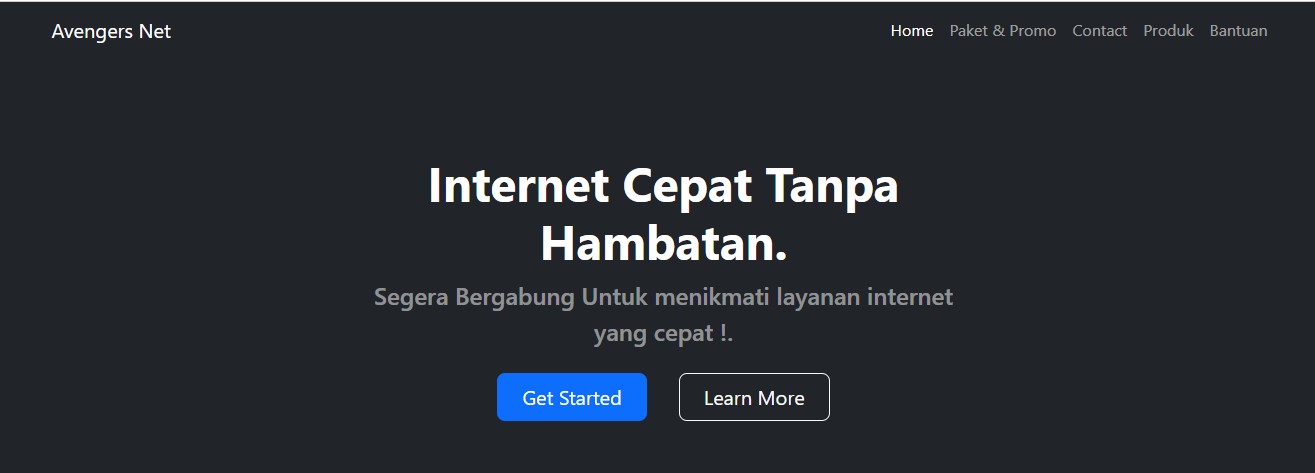 Avengers Net
Home Paket & Promo Contact Produk Bantuan
Internet Cepat Tanpa
Hambatan.
Segera Bergabung Untuk menikmati layanan internet
yang cepat !.
Get Started Learn More